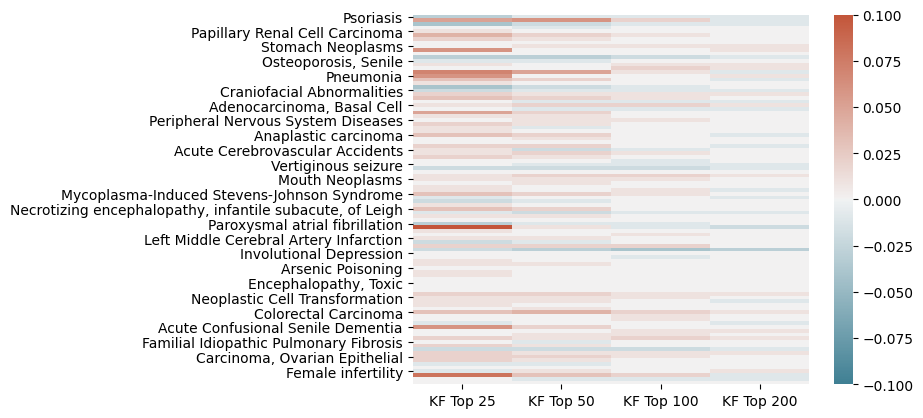 Psoriasis
Papillary Renal Cell Carcinoma
Stomach Neoplasms
Osteoporosis, Senile
Pneumonia
Craniofacial Abnormalities
Adenocarcinoma, Basal Cell
Peripheral Nervous System Diseases
Anaplastic carcinoma
Acute Cerebrovascular Accidents
Vertiginous seizure
Mouth Neoplasms
Mycoplasma-Induced Stevens-Johnson Syndrome
Necrotizing encephalopathy, infantile subacute, of Leigh
Paroxysmal atrial fibrillation
Left Middle Cerebral Artery Infarction
Involutional Depression
Arsenic Poisoning
Encephalopathy, Toxic
Neoplastic Cell Transformation
Colorectal Carcinoma
Acute Confusional Senile Dementia
Familial Idiopathic Pulmonary Fibrosis
Carcinoma, Ovarian Epithelial
Female infertility
KF Top 25 KF Top 50 KF Top 100 KF Top 200
0.100
0.075
0.050
0.025
0.000
−0.025
−0.050
−0.075
−0.100